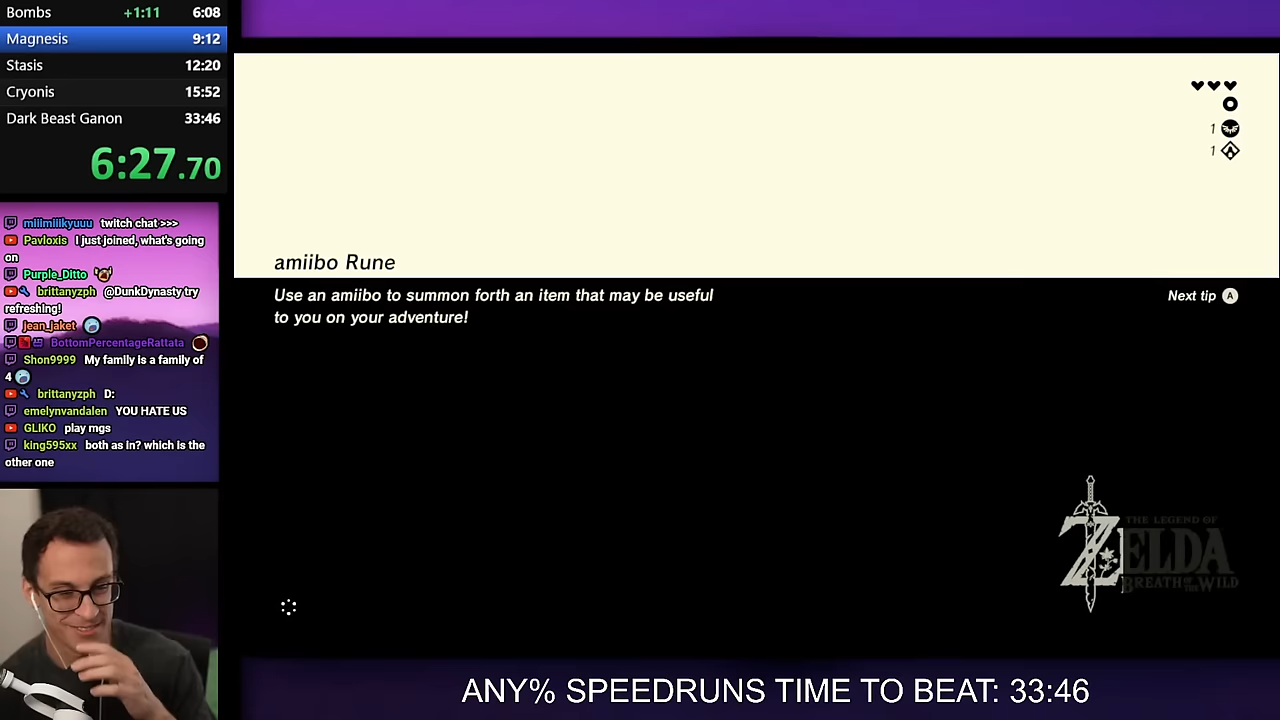 Bombs +1:11 6:08
Magnesis 9:12
Stasis 12:20
Cryonis 15:52
Dark Beast Ganon 33:46
6:27.70
miimiiikyuuu twitch chat >>>
Pavloxis I just joined, what's going
on
Purple_Ditto
brittanyzph @DunkDynasty try
refreshing!
jean_jaket
BottomPercentageRattata
Shon9999 My family is a family of
4
brittanyzph D:
emelynvandalen YOU HATE US
GLIKO play mgs
king595xx both as in? which is the
other one
1
1
amiibo Rune
Use an amiibo to summon forth an item that may be useful
to you on your adventure!
Next tip A
THE LEGEND OF
ZELDA
BREATH OF THE WILD
ANY% SPEEDRUNS TIME TO BEAT: 33:46